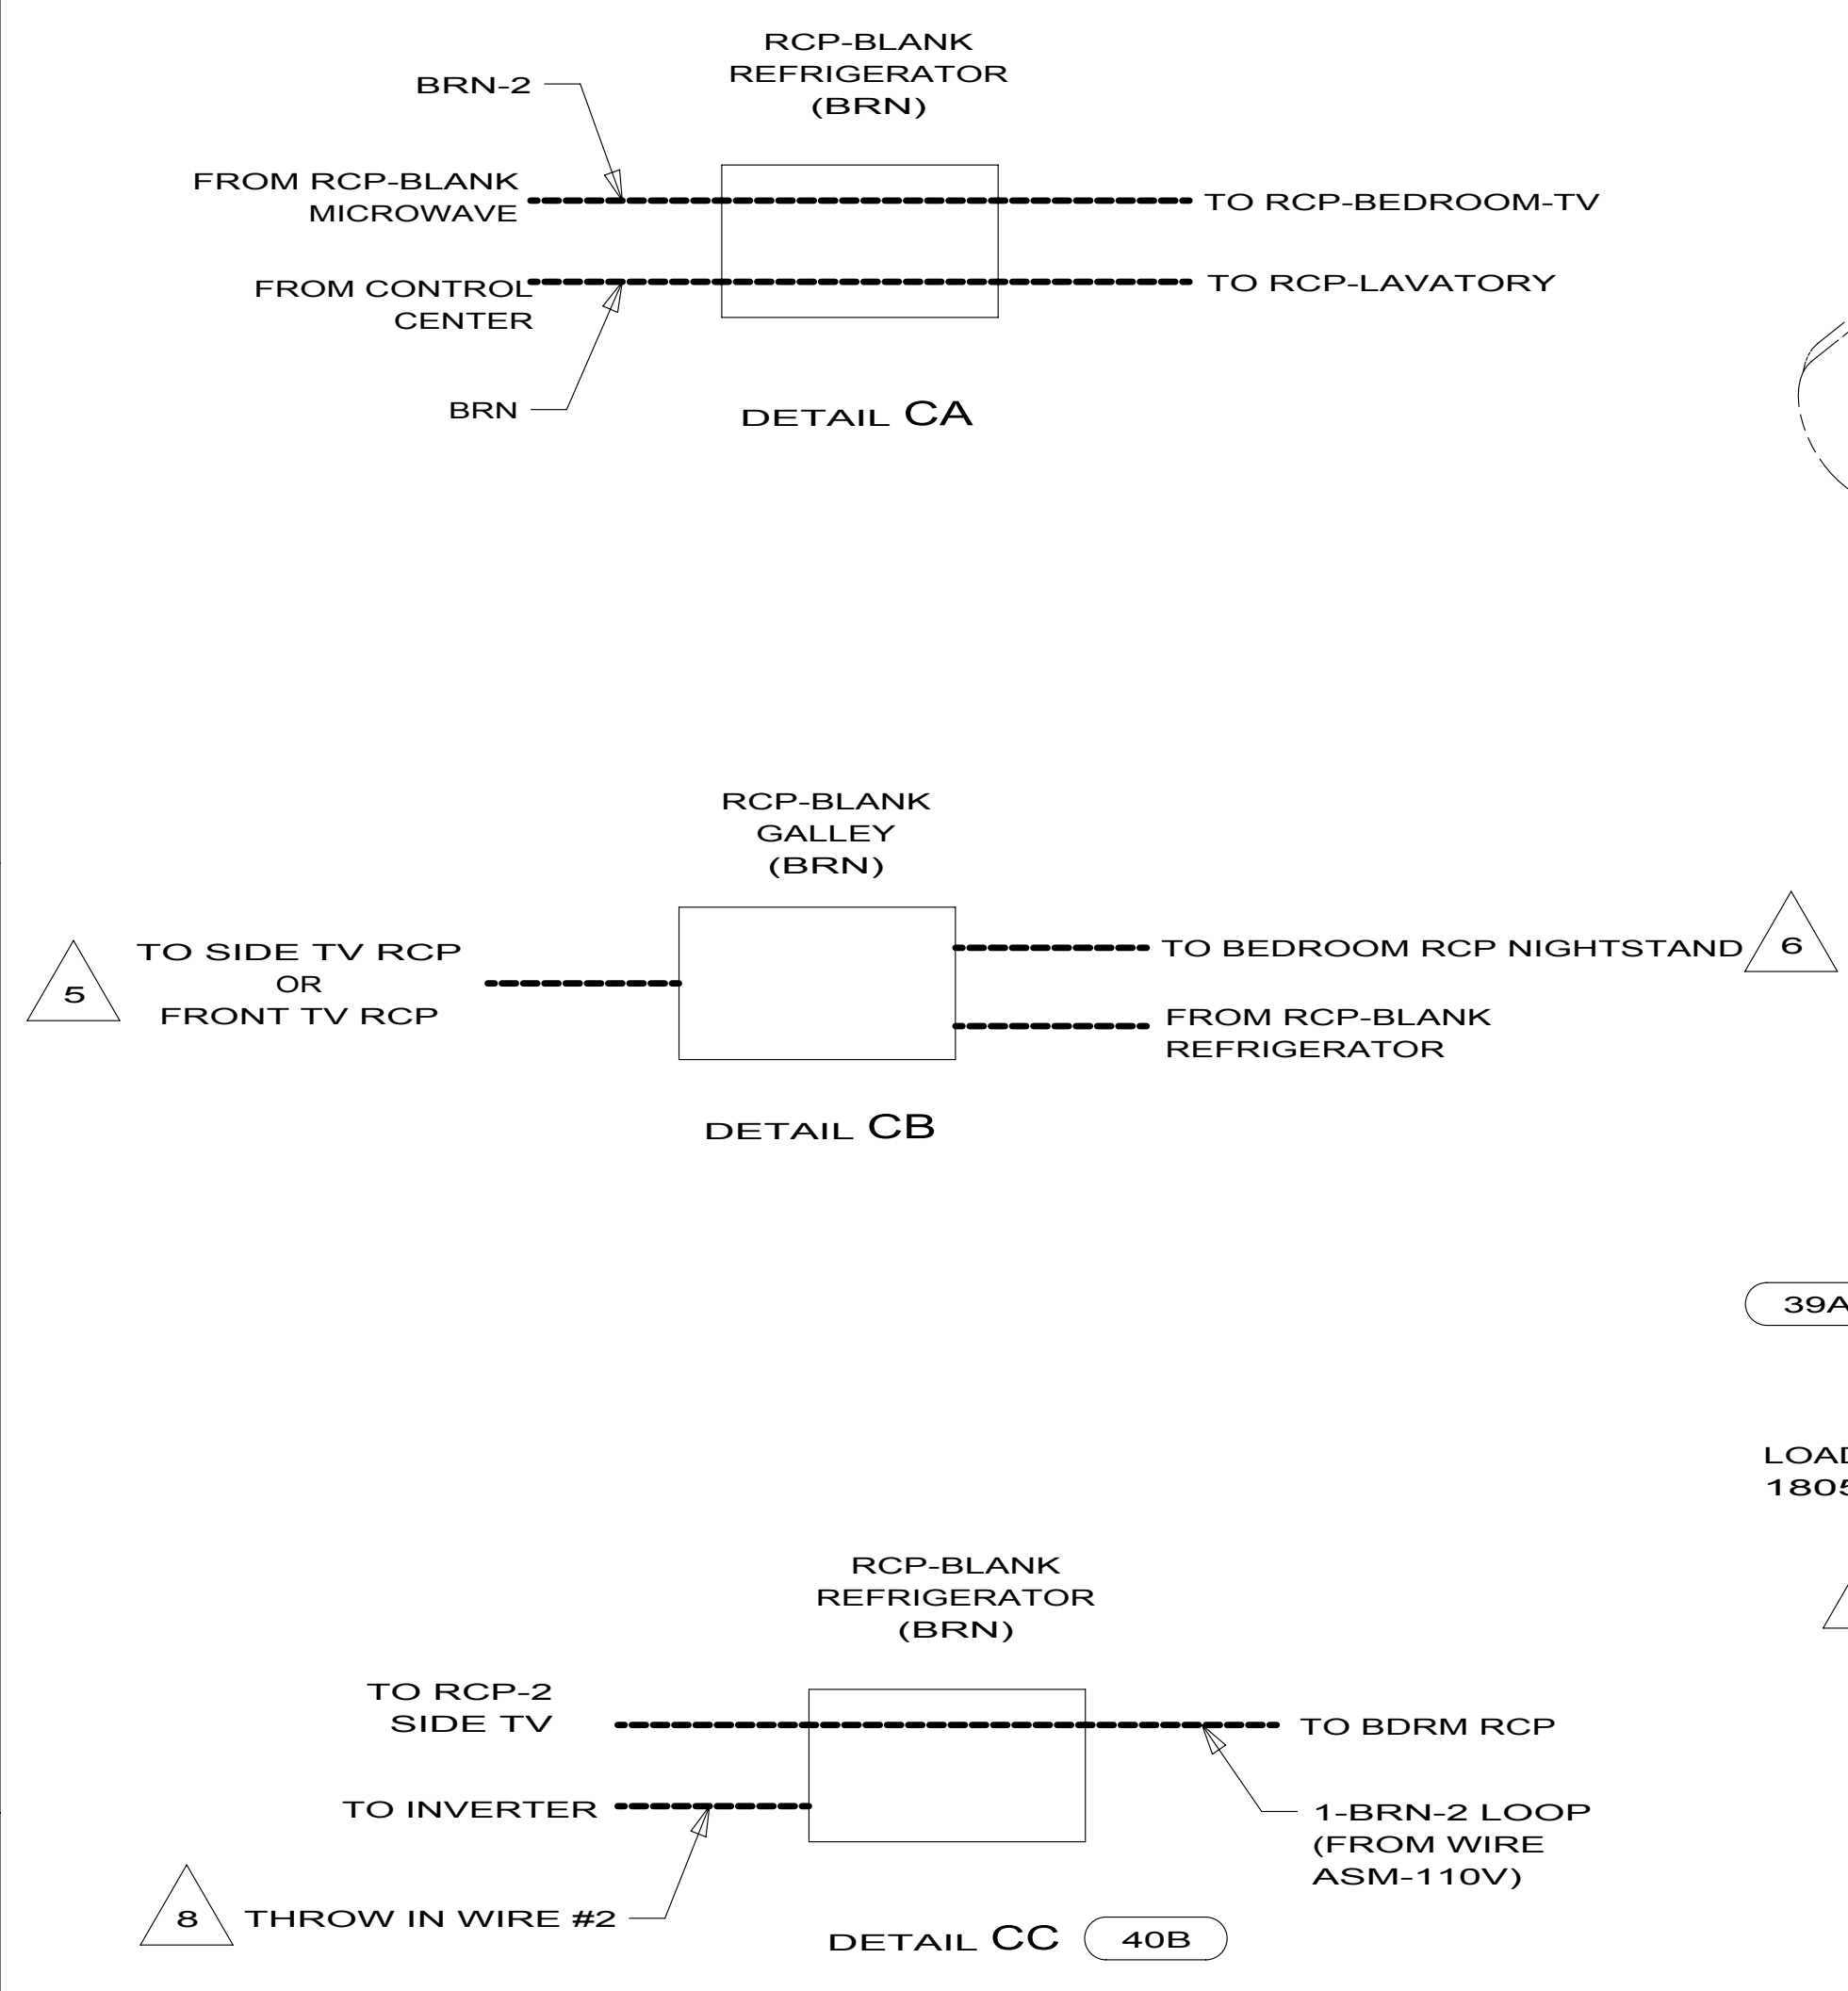 RCP-BLANK
REFRIGERATOR
(BRN)
BRN-2
FROM RCP-BLANK
MICROWAVE
TO RCP-BEDROOM-TV
FROM CONTROL
CENTER
TO RCP-LAVATORY
BRN
DETAIL CA
RCP-BLANK
GALLEY
(BRN)
5
TO SIDE TV RCP
OR
FRONT TV RCP
TO BEDROOM RCP NIGHTSTAND
6
FROM RCP-BLANK
REFRIGERATOR
DETAIL CB
39A
1805
RCP-BLANK
REFRIGERATOR
(BRN)
TO RCP-2
SIDE TV
TO BDRM RCP
TO INVERTER
1-BRN-2 LOOP
(FROM WIRE
ASM-110V)
8
THROW IN WIRE #2
DETAIL CC
40B